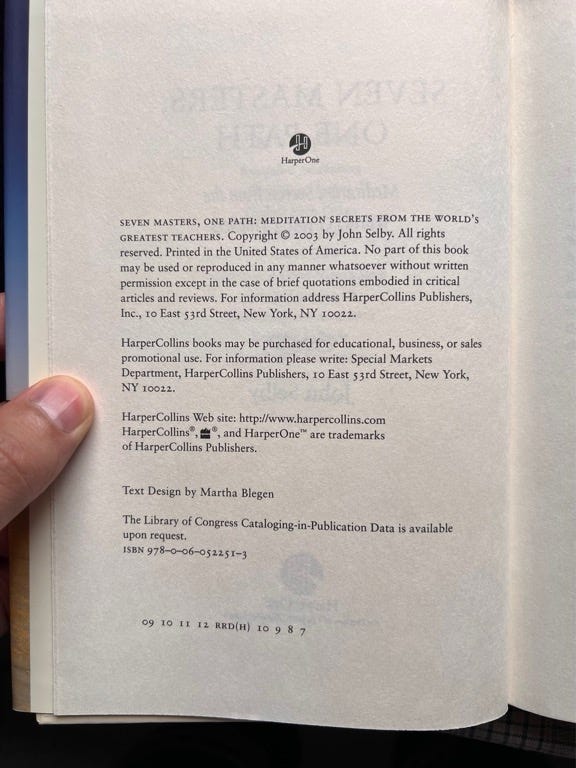 HarperOne
SEVEN MASTERS, ONE PATH: MEDITATION SECRETS FROM THE WORLD'S
GREATEST TEACHERS. Copyright © 2003 by John Selby. All rights
reserved. Printed in the United States of America. No part of this book
may be used or reproduced in any manner whatsoever without written
permission except in the case of brief quotations embodied in critical
articles and reviews. For information address HarperCollins Publishers,
Inc., 10 East 53rd Street, New York, NY 10022.
HarperCollins books may be purchased for educational, business, or sales
promotional use. For information please write: Special Markets
Department, HarperCollins Publishers, 10 East 53rd Street, New York,
NY 10022.
HarperCollins Web site: http://www.harpercollins.com
HarperCollins®, ®, and HarperOne™ are trademarks
of HarperCollins Publishers.
Text Design by Martha Blegen
The Library of Congress Cataloging-in-Publication Data is available
upon request.
ISBN 978-0-06-052251-3
09 10 11 12 RRD(H) 10 9 8 7